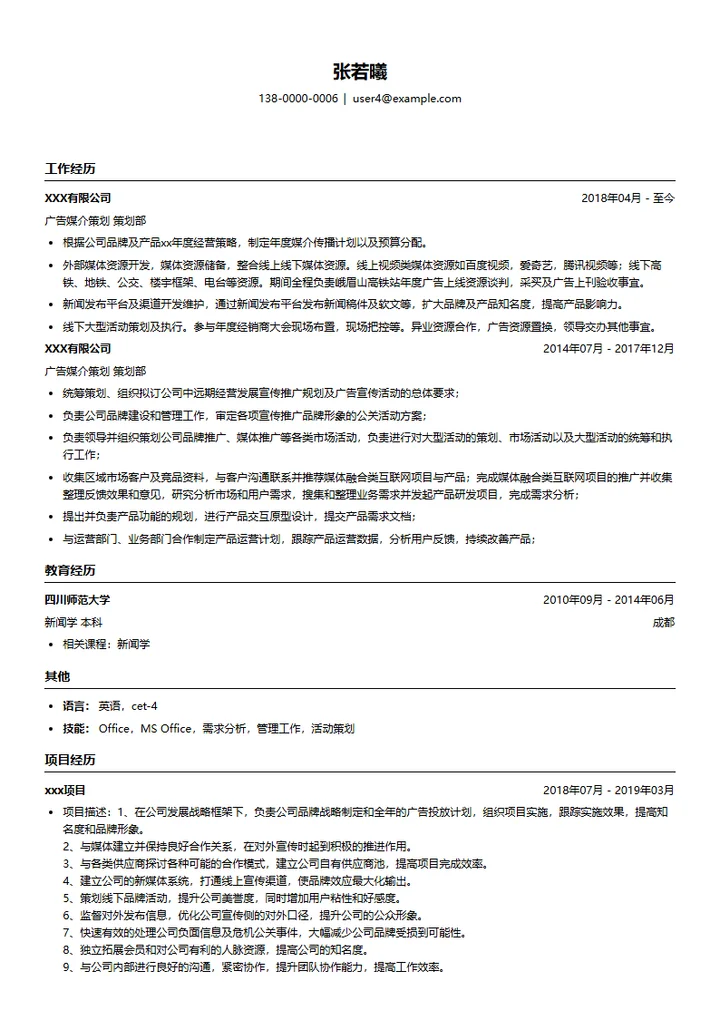 张若曦
138-0000-0006 | user4@example.com
工作经历
XXX有限公司 2018年04月 - 至今
广告媒介策划 策划部
• 根据公司品牌及产品xx年度经营策略，制定年度媒介传播计划以及预算分配。
• 外部媒体资源开发，媒体资源储备，整合线上线下媒体资源。线上视频类媒体资源如百度视频，爱奇艺，腾讯视频等；线下高
铁、地铁、公交、楼宇框架、电台等资源。期间全程负责峨眉山高铁站年度广告上线资源谈判，采买及广告上刊验收事宜。
• 新闻发布平台及渠道开发维护，通过新闻发布平台发布新闻稿件及软文等，扩大品牌及产品知名度，提高产品影响力。
• 线下大型活动策划及执行。参与年度经销商大会现场布置，现场把控等。异业资源合作，广告资源置换，领导交办其他事宜。
XXX有限公司 2014年07月 - 2017年12月
广告媒介策划 策划部
• 统筹策划、组织拟订公司中远期经营发展宣传推广规划及广告宣传活动的总体要求；
• 负责公司品牌建设和管理工作，审定各项宣传推广品牌形象的公关活动方案；
• 负责领导并组织策划公司品牌推广、媒体推广等各类市场活动，负责进行对大型活动的策划、市场活动以及大型活动的统筹和执
行工作；
• 收集区域市场客户及竞品资料，与客户沟通联系并推荐媒体融合类互联网项目与产品；完成媒体融合类互联网项目的推广并收集
整理反馈效果和意见，研究分析市场和用户需求，搜集和整理业务需求并发起产品研发项目，完成需求分析；
• 提出并负责产品功能的规划，进行产品交互原型设计，提交产品需求文档；
• 与运营部门、业务部门合作制定产品运营计划，跟踪产品运营数据，分析用户反馈，持续改善产品；
教育经历
四川师范大学 2010年09月 - 2014年06月
新闻学 本科 成都
• 相关课程：新闻学
其他
• 语言： 英语，cet-4
• 技能： Office，MS Office，需求分析，管理工作，活动策划
项目经历
xxx项目 2018年07月 - 2019年03月
• 项目描述：1、在公司发展战略框架下，负责公司品牌战略制定和全年的广告投放计划，组织项目实施，跟踪实施效果，提高知
名度和品牌形象。
2、与媒体建立并保持良好合作关系，在对外宣传时起到积极的推进作用。
3、与各类供应商探讨各种可能的合作模式，建立公司自有供应商池，提高项目完成效率。
4、建立公司的新媒体系统，打通线上宣传渠道，使品牌效应最大化输出。
5、策划线下品牌活动，提升公司美誉度，同时增加用户粘性和好感度。
6、监督对外发布信息，优化公司宣传侧的对外口径，提升公司的公众形象。
7、快速有效的处理公司负面信息及危机公关事件，大幅减少公司品牌受损到可能性。
8、独立拓展会员和对公司有利的人脉资源，提高公司的知名度。
9、与公司内部进行良好的沟通，紧密协作，提升团队协作能力，提高工作效率。